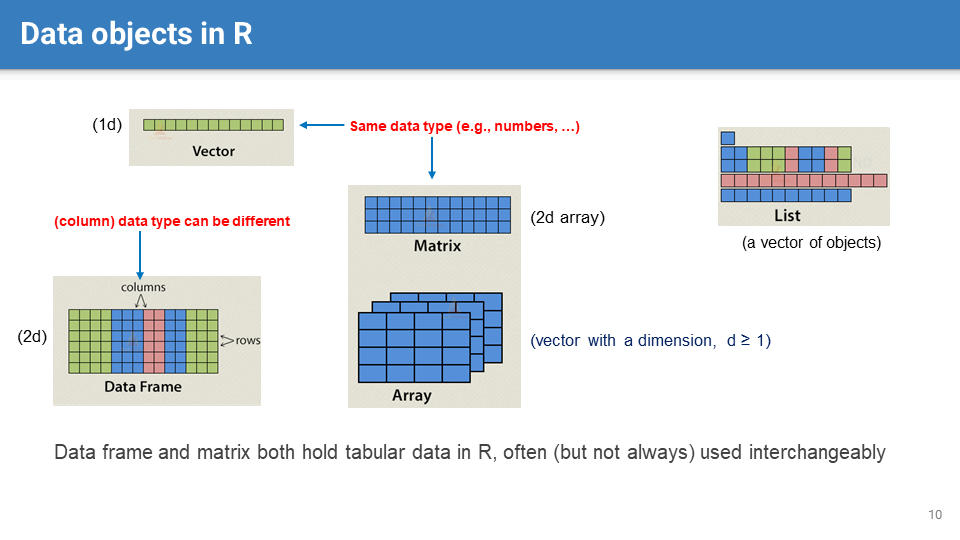 Data objects in R
(1d)
Vector
Same data type (e.g., numbers, …)
(column) data type can be different
columns
(2d)
rows
Data Frame
Matrix
(2d array)
Array
(vector with a dimension, d ≥ 1)
List
(a vector of objects)
Data frame and matrix both hold tabular data in R, often (but not always) used interchangeably
10